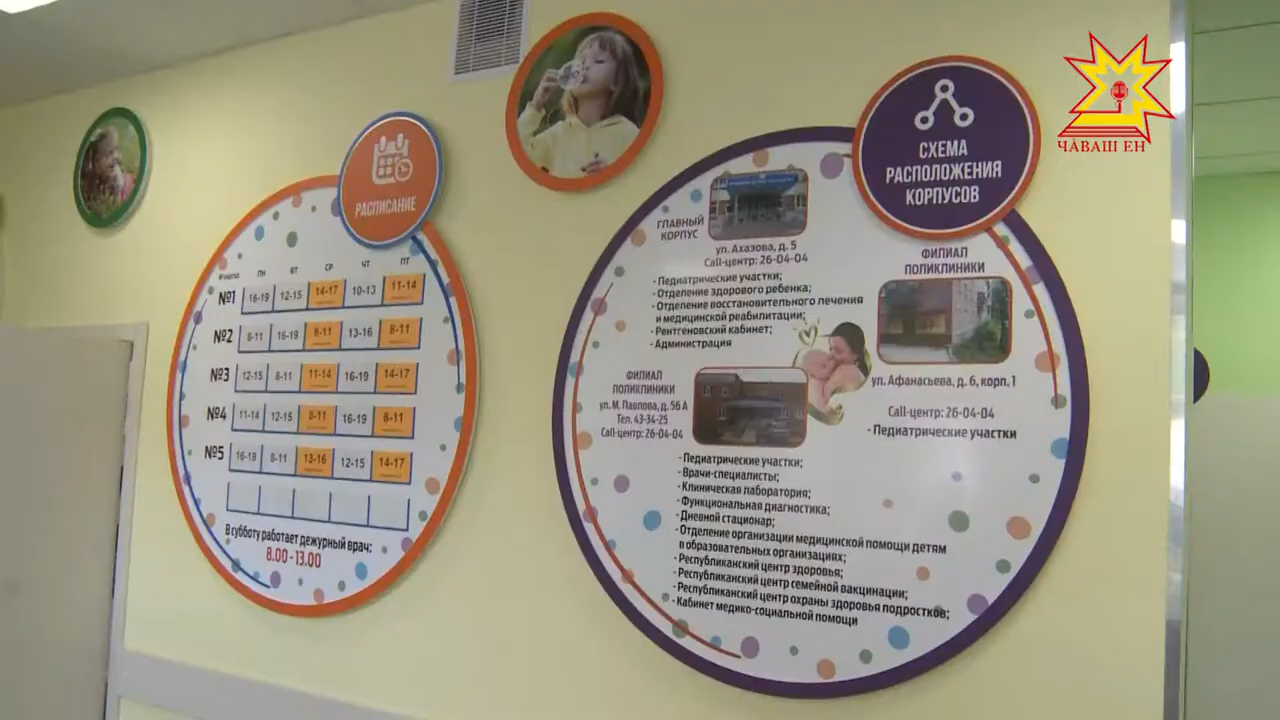 РАСПИСАНИЕ
ПН ВТ СР ЧТ ПТ
№1 16-19 12-15 14-17 10-13 11-14
№2 8-11 16-19 8-11 13-16 8-11
№3 12-15 8-11 11-14 16-19 14-17
№4 11-14 12-15 8-11 16-19 8-11
№5 16-19 8-11 13-16 12-15 14-17
В субботу работает дежурный врач:
8.00 - 13.00
СХЕМА
РАСПОЛОЖЕНИЯ
КОРПУСОВ
ГЛАВНЫЙ
КОРПУС
ул. Ахазова, д. 5
Call-центр: 26-04-04
- Педиатрические участки;
- Отделение здорового ребенка;
- Отделение восстановительного лечения
и медицинской реабилитации;
- Рентгеновский кабинет;
- Администрация
ФИЛИАЛ
ПОЛИКЛИНИКИ
ул. Афанасьева, д. 6, корп. 1
Call-центр: 26-04-04
- Педиатрические участки
ФИЛИАЛ
ПОЛИКЛИНИКИ
ул. М. Павлова, д. 56 А
Тел. 43-34-25
Call-центр: 26-04-04
- Педиатрические участки;
- Врачи-специалисты;
- Клиническая лаборатория;
- Функциональная диагностика;
- Дневной стационар;
- Отделение организации медицинской помощи детям
в образовательных организациях;
- Республиканский центр здоровья;
- Республиканский центр семейной вакцинации;
- Республиканский центр охраны здоровья подростков;
- Кабинет медико-социальной помощи
ЧӐВАШ ЕН